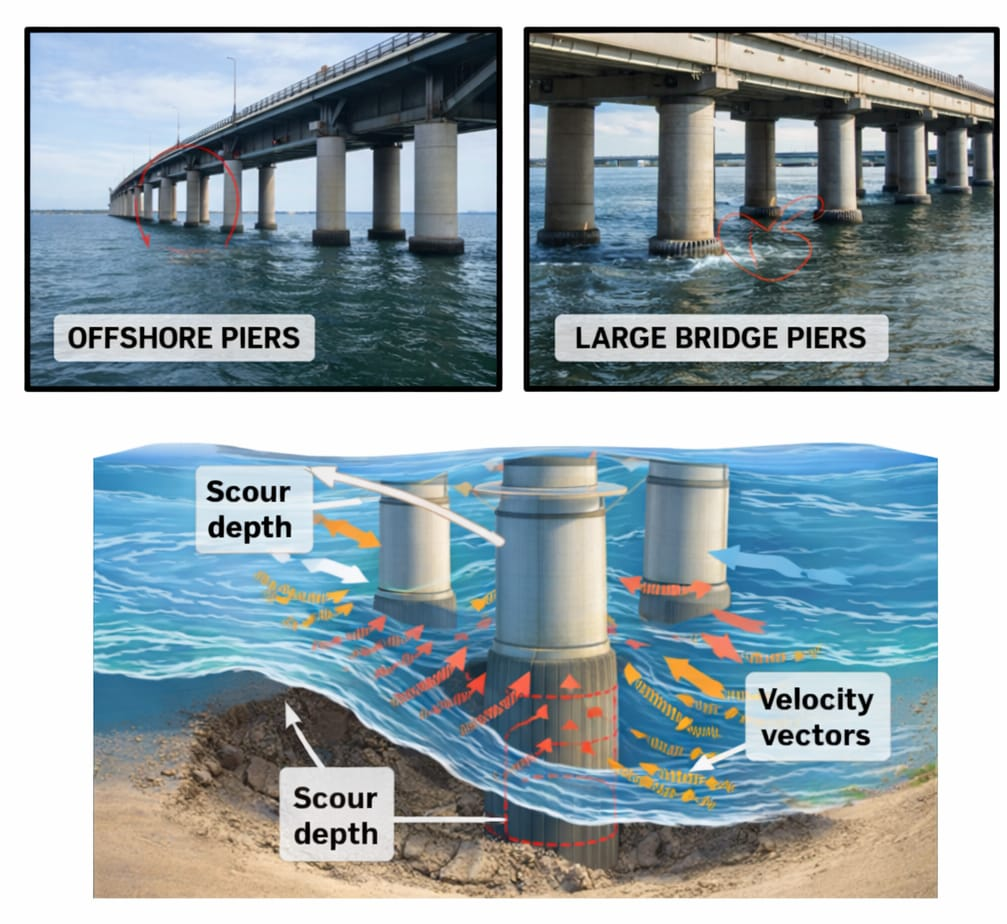 OFFSHORE PIERS
LARGE BRIDGE PIERS
Scour
depth
Velocity
vectors
Scour
depth